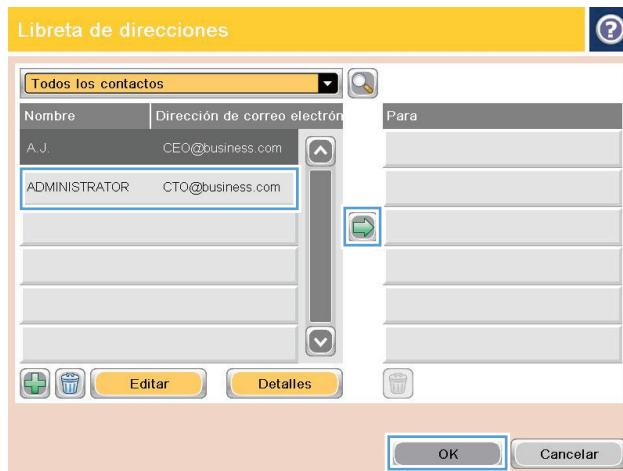 Libreta de direcciones
?
Todos los contactos
Nombre Dirección de correo electrón Para
A.J. CEO@business.com
ADMINISTRATOR CTO@business.com
Editar Detalles
OK Cancelar